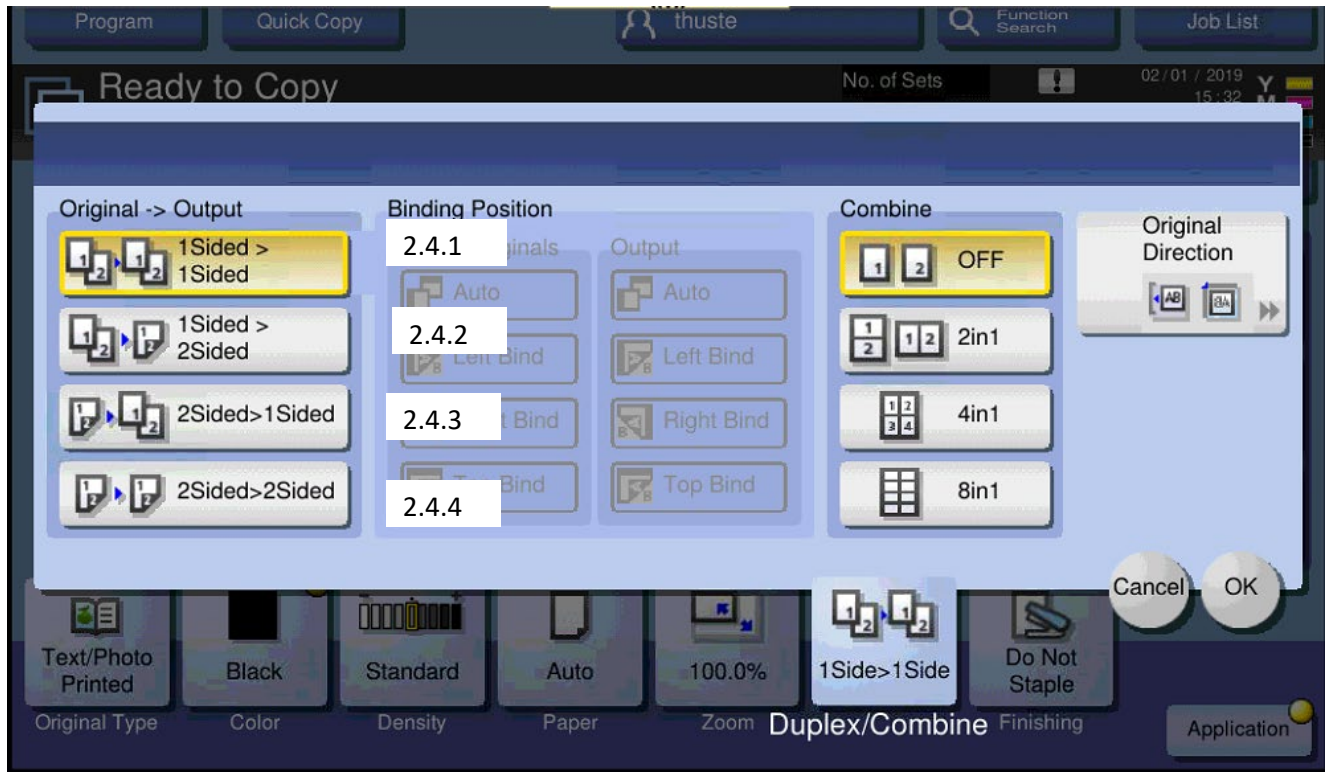 Program
Quick Copy
thuste
Function
Search
Job List
Ready to Copy
No. of Sets
02/01 / 2019
15:32
Y
M
Original -> Output
Binding Position
Combine
Original
Direction
1Sided >
1Sided
1Sided >
2Sided
2Sided>1Sided
2Sided>2Sided
2.4.1
Output
Auto
Auto
2.4.2
Left Bind
Left Bind
2.4.3
Bind
Right Bind
2.4.4
Bind
Top Bind
OFF
2in1
4in1
8in1
Cancel
OK
Text/Photo
Printed
Black
Standard
Auto
100.0%
1Side>1Side
Do Not
Staple
Original Type
Color
Density
Paper
Zoom
Duplex/Combine
Finishing
Application